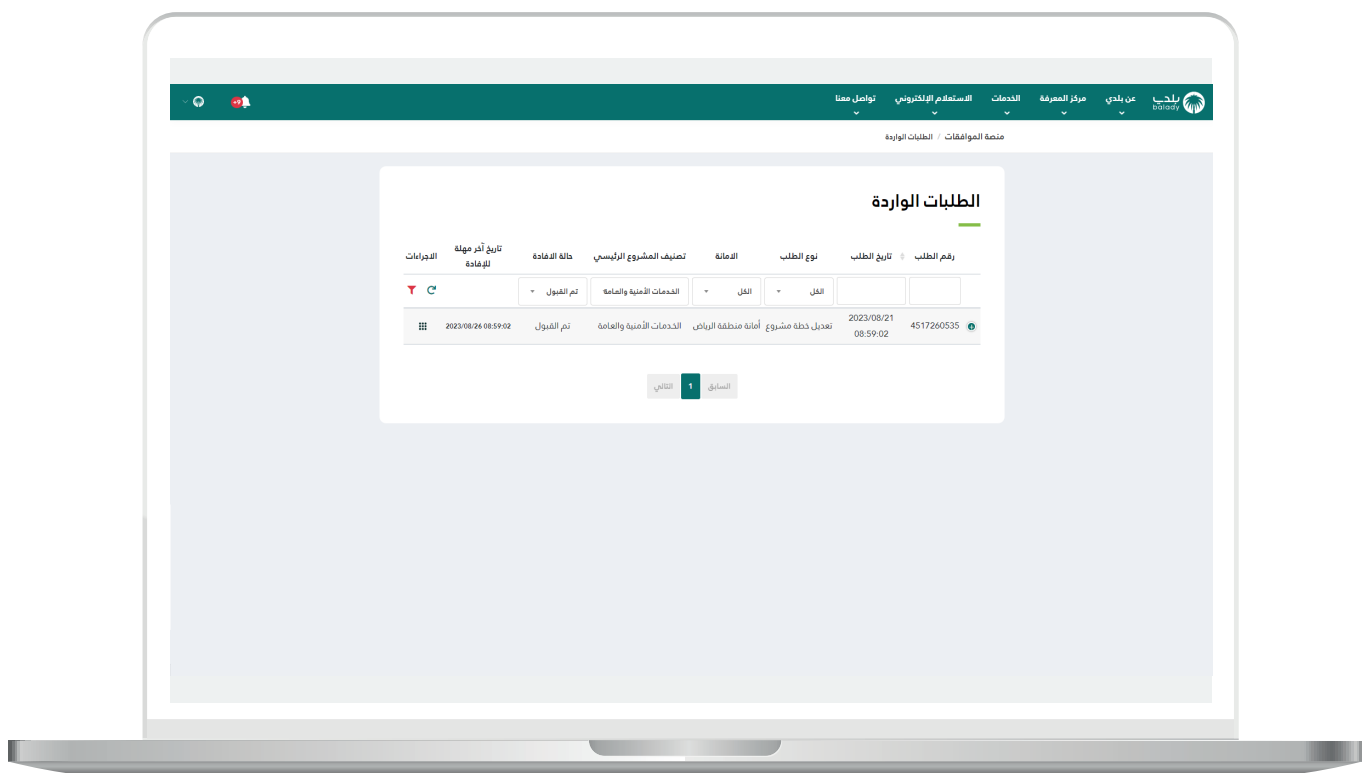 بلدي
balady
عن بلدي
مركز المعرفة
الخدمات
الاستعلام الإلكتروني
تواصل معنا
+9
منصة الموافقات / الطلبات الواردة
الطلبات الواردة
رقم الطلب
تاريخ الطلب
نوع الطلب
الامانة
تصنيف المشروع الرئيسي
حالة الافادة
تاريخ آخر مهلة
للإفادة
الاجراءات
الكل
الكل
الخدمات الأمنية والعامة
تم القبول
4517260535
2023/08/21
08:59:02
تعديل خطة مشروع
أمانة منطقة الرياض
الخدمات الأمنية والعامة
تم القبول
2023/08/26 08:59:02
السابق
1
التالي